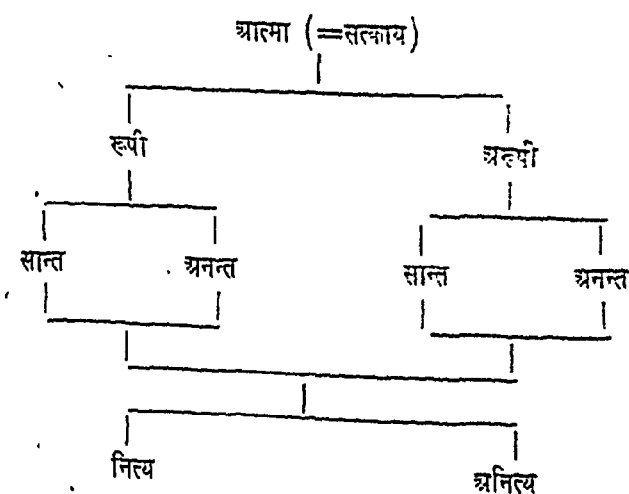 आत्मा (=सत्काय)
रूपी अरूपी
सान्त अनन्त सान्त अनन्त
नित्य अनित्य